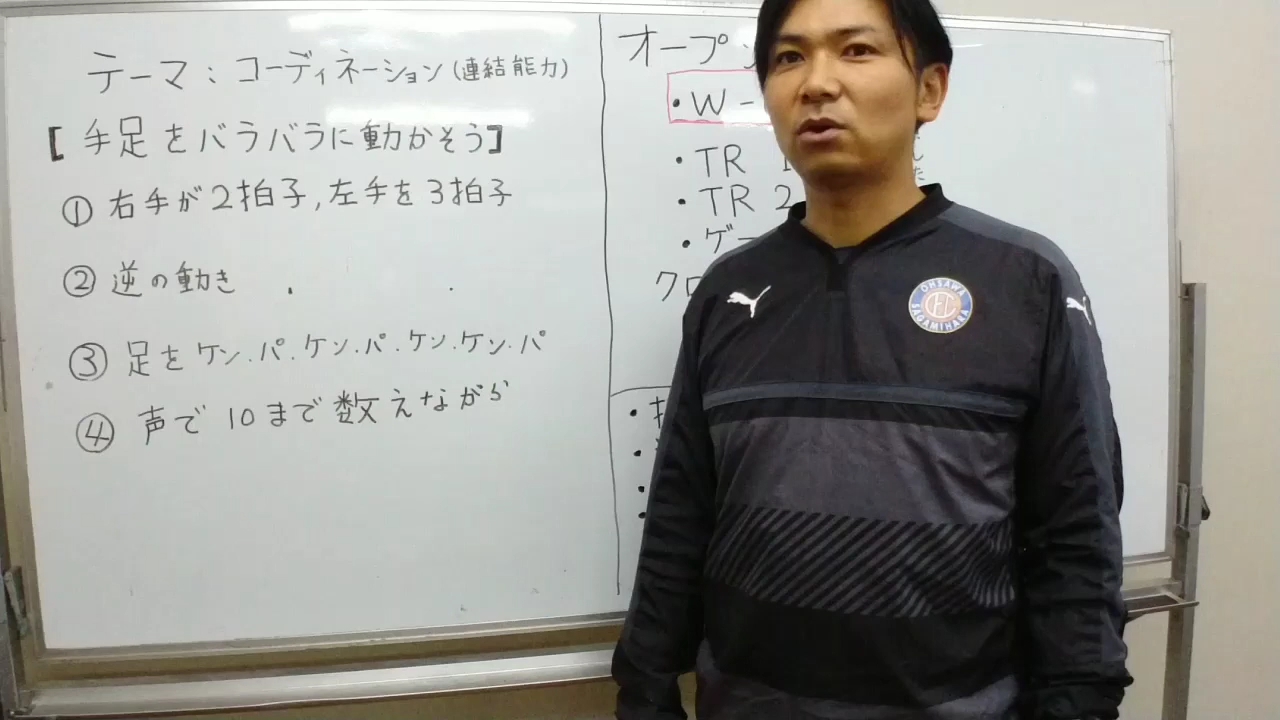 テーマ：コーディネーション(連結能力)
[手足をバラバラに動かそう]
① 右手が2拍子,左手を3拍子
② 逆の動き
③ 足をケン.パ.ケン.パ.ケン.ケン.パ
④ 声で10まで数えながら
オープ
・W-
・TR
・TR 2
・ゲー
クロ
OHSAWA
FC
SAGAMIHARA